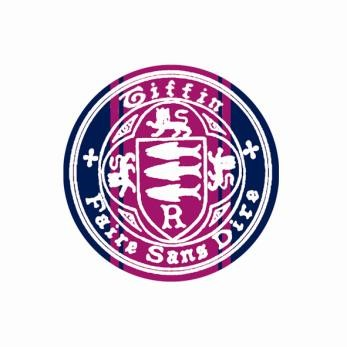 Tiffin
R
Faire Sans Dire